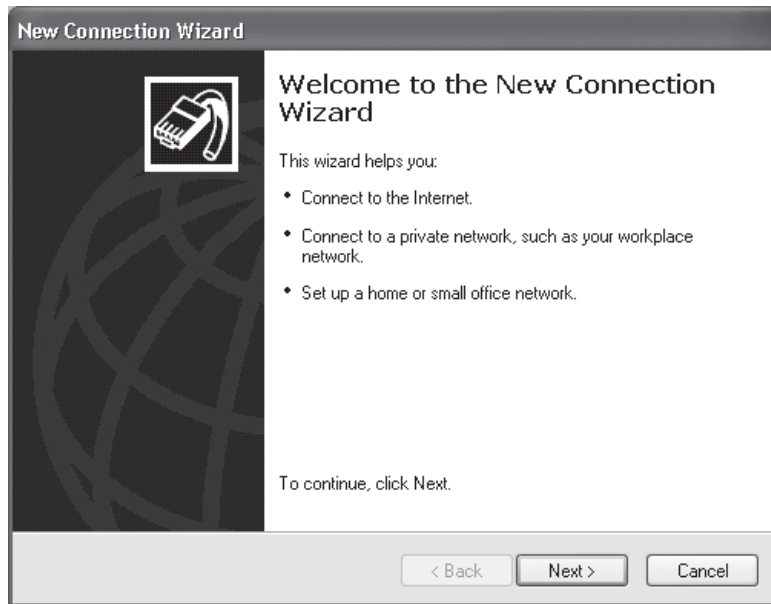 New Connection Wizard
Welcome to the New Connection
Wizard
This wizard helps you:
• Connect to the Internet.
• Connect to a private network, such as your workplace
network.
• Set up a home or small office network.
To continue, click Next.
< Back Next > Cancel